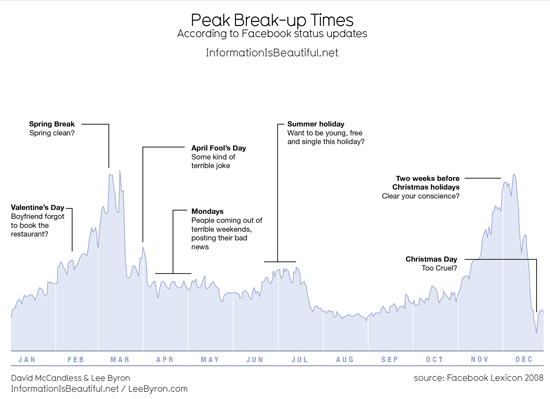 Peak Break-up Times
According to Facebook status updates
InformationIsBeautiful.net
Spring Break
Spring clean?
Summer holiday
Want to be young, free
and single this holiday?
April Fool's Day
Some kind of
terrible joke
Two weeks before
Christmas holidays
Clear your conscience?
Valentine's Day
Boyfriend forgot
to book the
restaurant?
Mondays
People coming out of
terrible weekends,
posting their bad
news
Christmas Day
Too Cruel?
JAN FEB MAR APR MAY JUN JUL AUG SEP OCT NOV DEC
David McCandless & Lee Byron
InformationIsBeautiful.net / LeeByron.com
source: Facebook Lexicon 2008